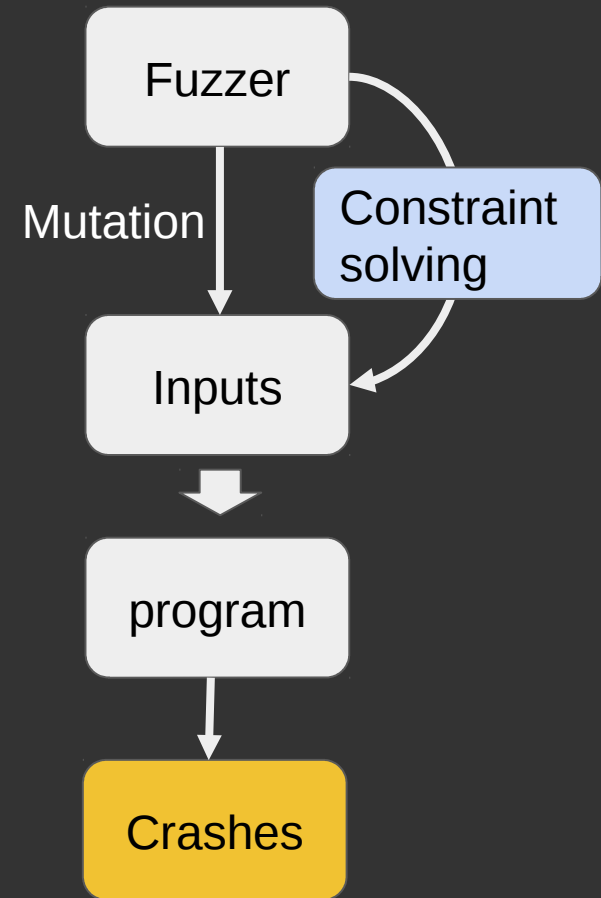 Fuzzer
Mutation
Constraint
solving
Inputs
program
Crashes